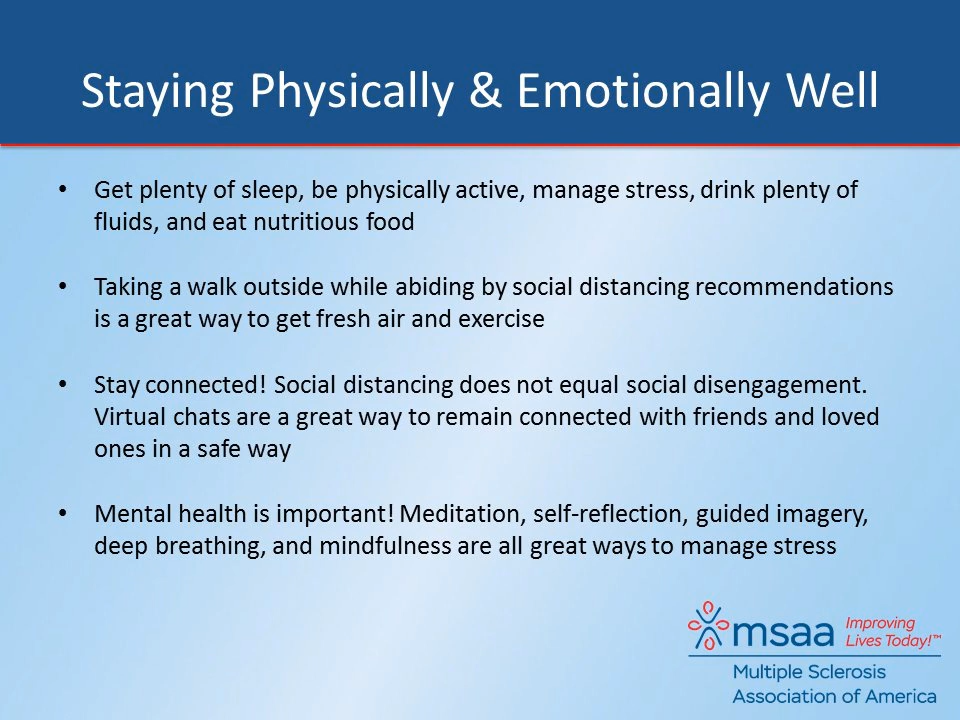 Staying Physically & Emotionally Well
• Get plenty of sleep, be physically active, manage stress, drink plenty of
fluids, and eat nutritious food
• Taking a walk outside while abiding by social distancing recommendations
is a great way to get fresh air and exercise
• Stay connected! Social distancing does not equal social disengagement.
Virtual chats are a great way to remain connected with friends and loved
ones in a safe way
• Mental health is important! Meditation, self-reflection, guided imagery,
deep breathing, and mindfulness are all great ways to manage stress
msaa
Improving
Lives Today!™
Multiple Sclerosis
Association of America